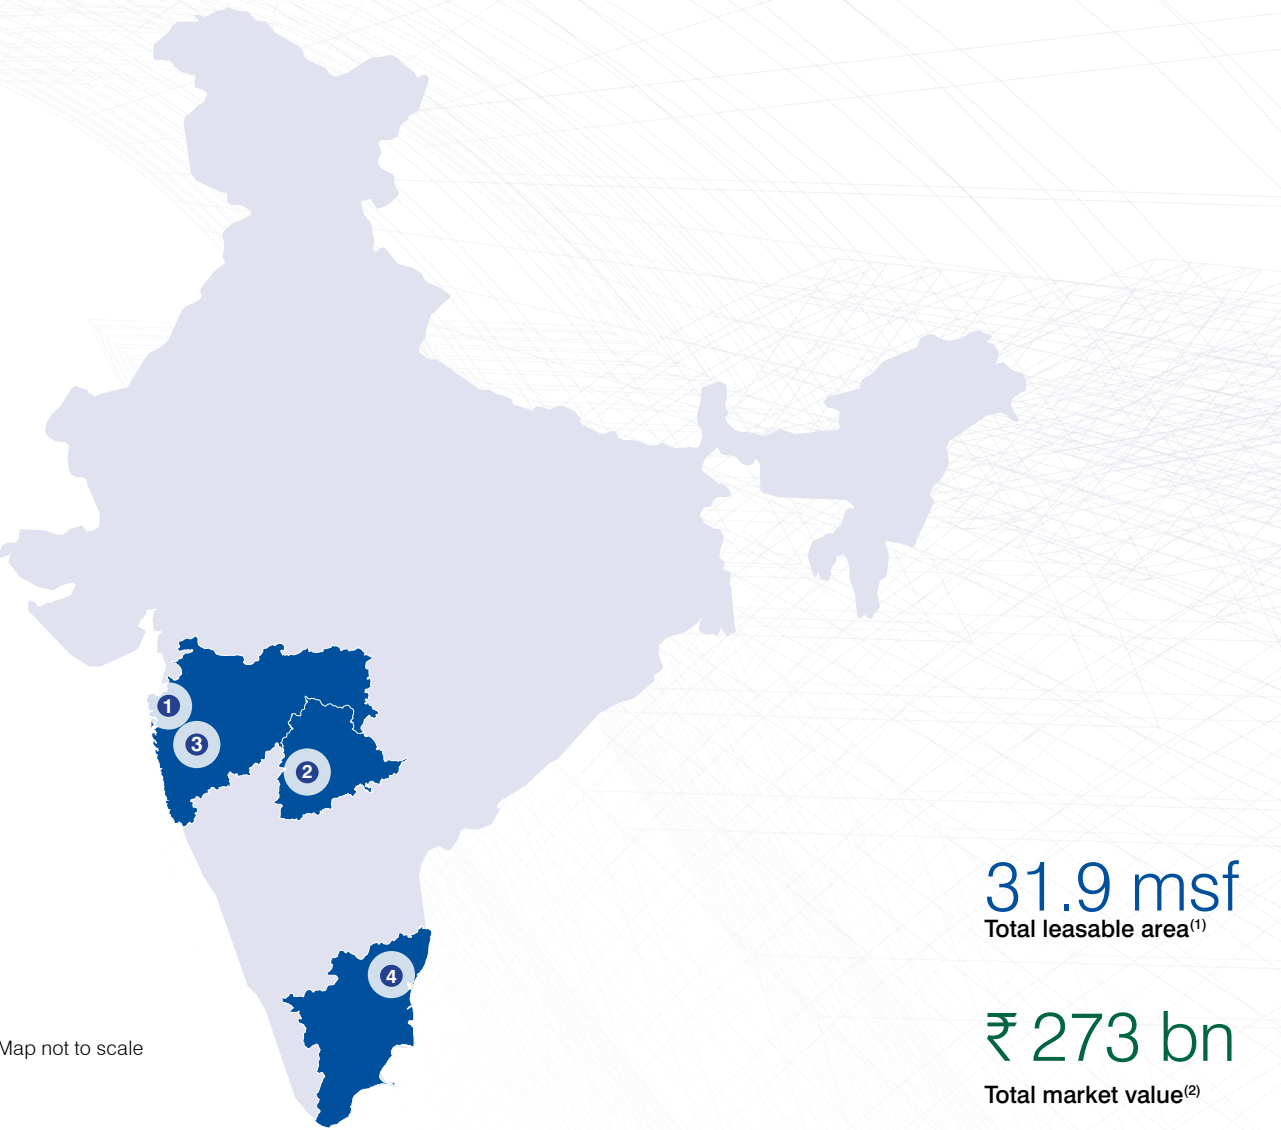 1
3
2
4
31.9 msf
Total leasable area(1)
₹ 273 bn
Total market value(2)
Map not to scale